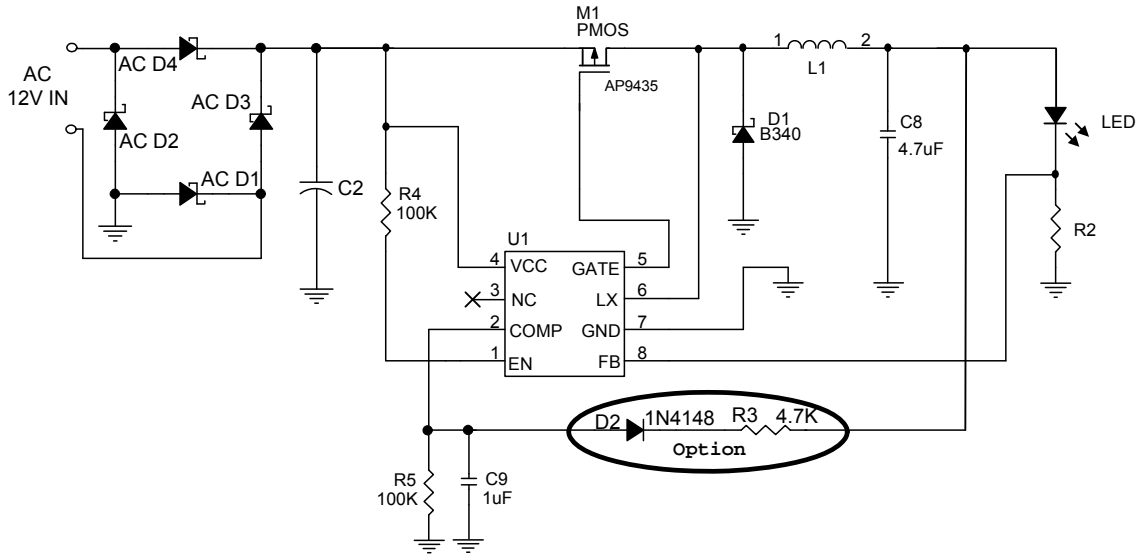 M1
PMOS
1
2
L1
AP9435
AC
12V IN
AC D4
AC D3
AC D2
AC D1
C2
R4
100K
D1
B340
C8
4.7uF
LED
R2
U1
4
VCC
GATE
5
3
NC
LX
6
2
COMP
GND
7
1
EN
FB
8
D2
1N4148
R3
4.7K
Option
R5
100K
C9
1uF